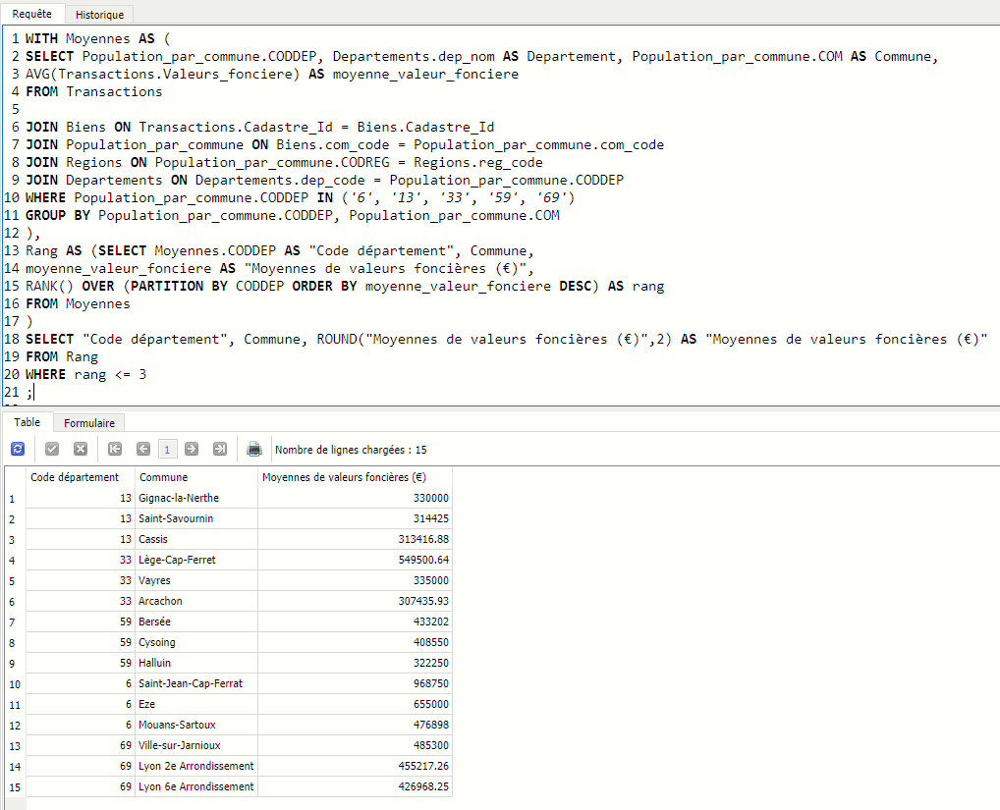 Requête Historique
1 WITH Moyennes AS (
2 SELECT Population_par_commune.CODDEP, Departements.dep_nom AS Departement, Population_par_commune.COM AS Commune,
3 AVG(Transactions.Valeurs_fonciere) AS moyenne_valeur_fonciere
4 FROM Transactions
5
6 JOIN Biens ON Transactions.Cadastre_Id = Biens.Cadastre_Id
7 JOIN Population_par_commune ON Biens.com_code = Population_par_commune.com_code
8 JOIN Regions ON Population_par_commune.CODREG = Regions.reg_code
9 JOIN Departements ON Departements.dep_code = Population_par_commune.CODDEP
10 WHERE Population_par_commune.CODDEP IN ('6', '13', '33', '59', '69')
11 GROUP BY Population_par_commune.CODDEP, Population_par_commune.COM
12 ),
13 Rang AS (SELECT Moyennes.CODDEP AS "Code département", Commune,
14 moyenne_valeur_fonciere AS "Moyennes de valeurs foncières (€)",
15 RANK() OVER (PARTITION BY CODDEP ORDER BY moyenne_valeur_fonciere DESC) AS rang
16 FROM Moyennes
17 )
18 SELECT "Code département", Commune, ROUND("Moyennes de valeurs foncières (€)",2) AS "Moyennes de valeurs foncières (€)"
19 FROM Rang
20 WHERE rang <= 3
21 ;
Table Formulaire
1 Nombre de lignes chargées : 15
Code département Commune Moyennes de valeurs foncières (€)
1 13 Gignac-la-Nerthe 330000
2 13 Saint-Savournin 314425
3 13 Cassis 313416.88
4 33 Lège-Cap-Ferret 549500.64
5 33 Vayres 335000
6 33 Arcachon 307435.93
7 59 Bersée 433202
8 59 Cysoing 408550
9 59 Halluin 322250
10 6 Saint-Jean-Cap-Ferrat 968750
11 6 Eze 655000
12 6 Mouans-Sartoux 476898
13 69 Ville-sur-Jarnioux 485300
14 69 Lyon 2e Arrondissement 455217.26
15 69 Lyon 6e Arrondissement 426968.25